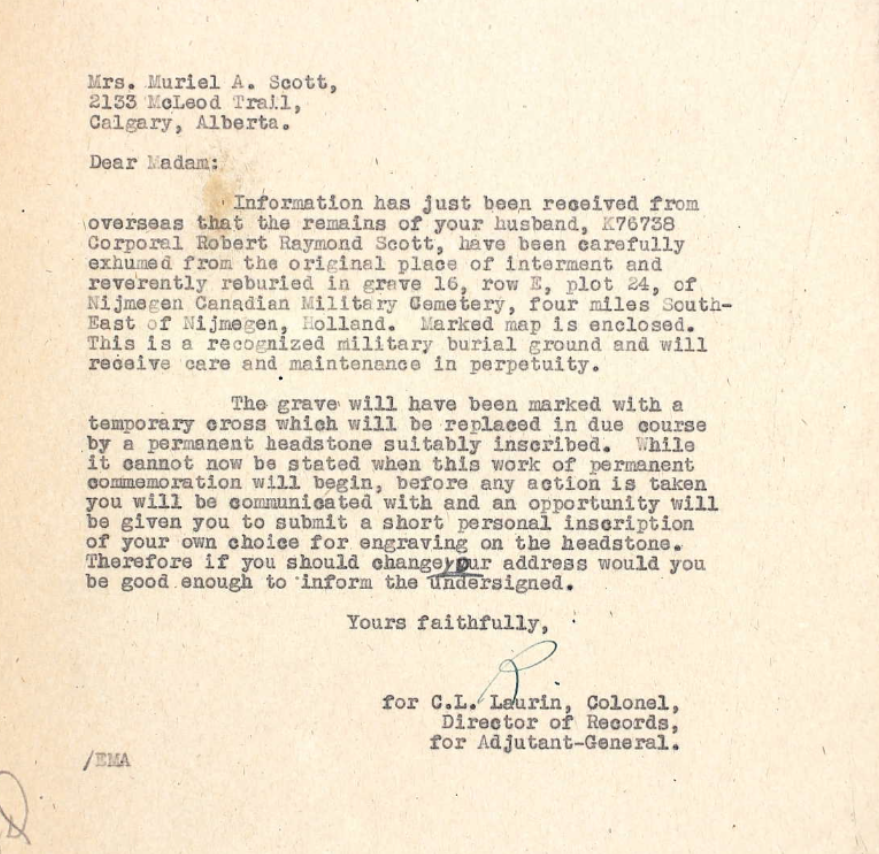 Mrs. Muriel A. Scott,
2133 McLeod Trail,
Calgary, Alberta.
Dear Madam:
Information has just been received from
overseas that the remains of your husband, K76738
Corporal Robert Raymond Scott, have been carefully
exhumed from the original place of interment and
reverently reburied in grave 16, row E, plot 24, of
Nijmegen Canadian Military Cemetery, four miles South-
East of Nijmegen, Holland. Marked map is enclosed.
This is a recognized military burial ground and will
receive care and maintenance in perpetuity.
The grave will have been marked with a
temporary cross which will be replaced in due course
by a permanent headstone suitably inscribed. While
it cannot now be stated when this work of permanent
commemoration will begin, before any action is taken
you will be communicated with and an opportunity will
be given you to submit a short personal inscription
of your own choice for engraving on the headstone.
Therefore if you should change your address would you
be good enough to inform the undersigned.
Yours faithfully,
R
for C.L. Laurin, Colonel,
Director of Records,
for Adjutant-General.
/EMA